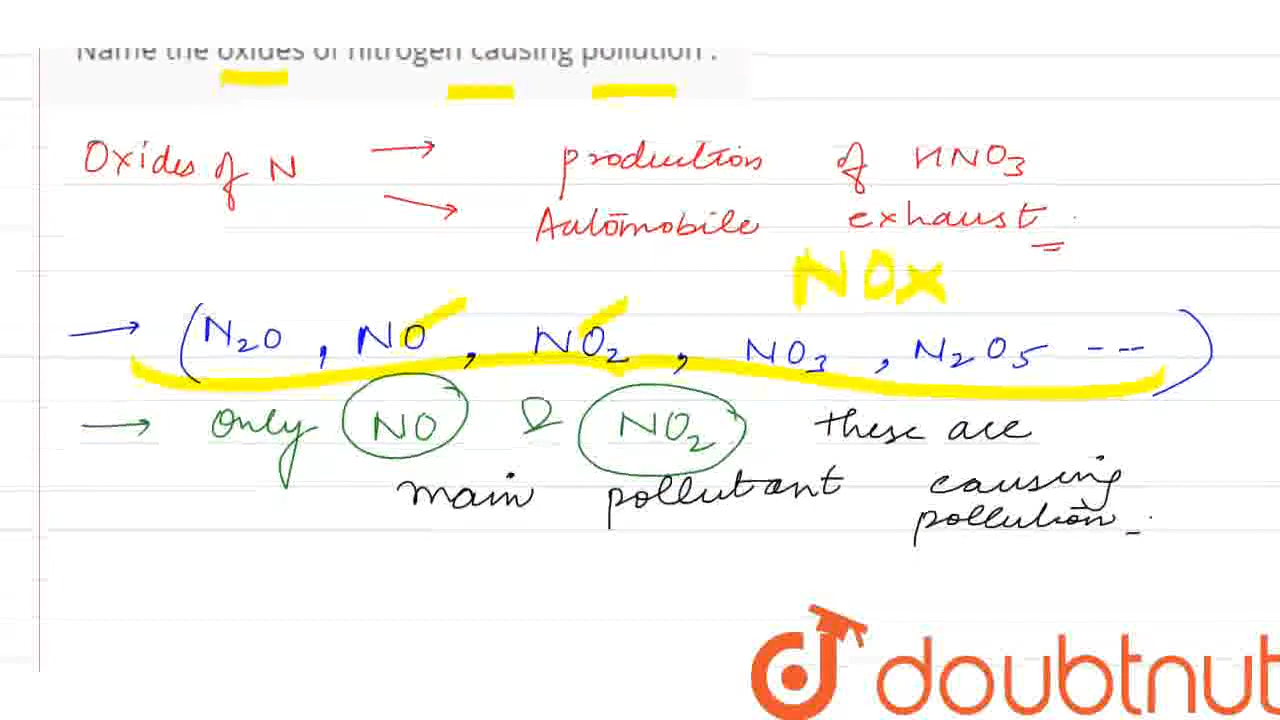 Name the oxides of nitrogen causing pollution .
Oxides of N → production of HNO3
→ Automobile exhaust
NOx
→ (N2O, NO, NO2, NO3, N2O5 --)
→ Only NO & NO2 these are
main pollutant causing
pollution
doubtnut